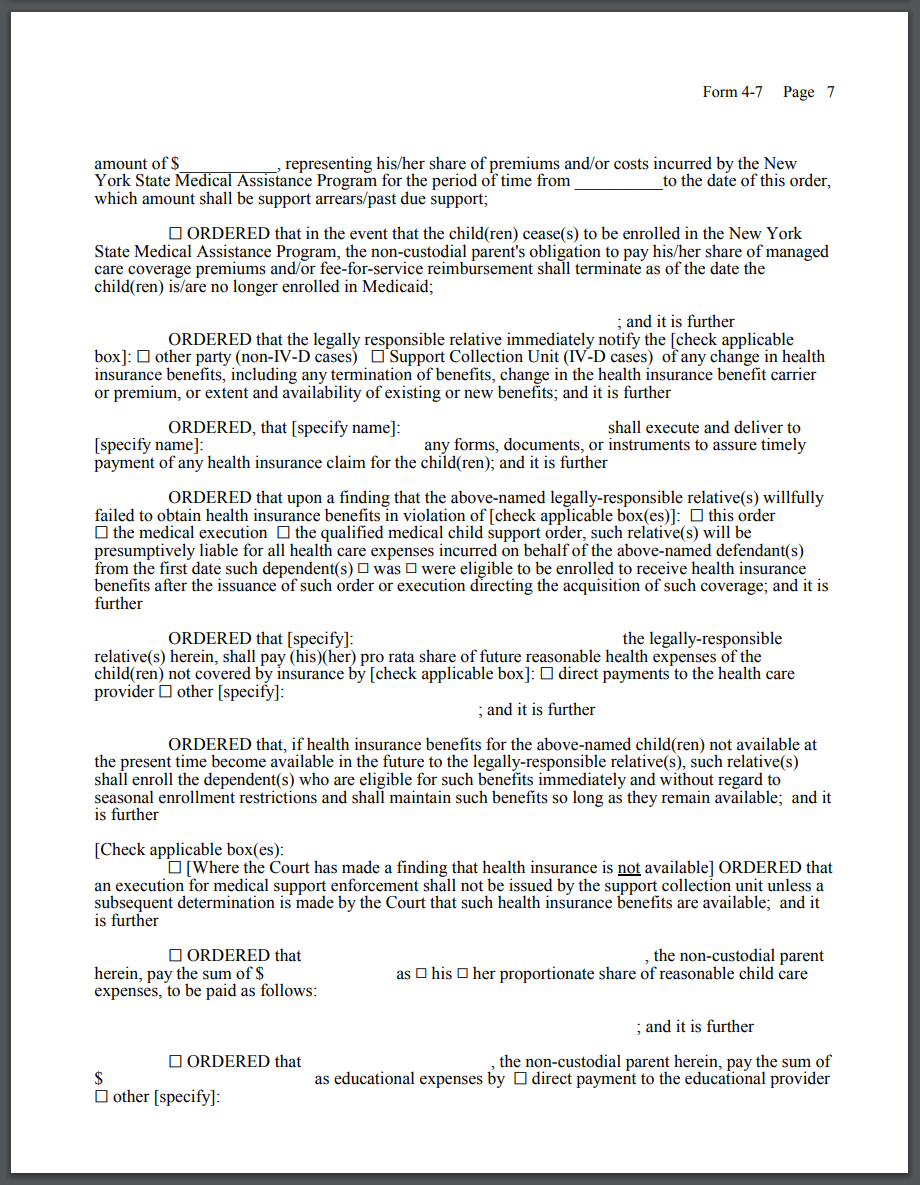 Form 4-7 Page 7
amount of $___________, representing his/her share of premiums and/or costs incurred by the New
York State Medical Assistance Program for the period of time from __________to the date of this order,
which amount shall be support arrears/past due support;
☐ ORDERED that in the event that the child(ren) cease(s) to be enrolled in the New York
State Medical Assistance Program, the non-custodial parent's obligation to pay his/her share of managed
care coverage premiums and/or fee-for-service reimbursement shall terminate as of the date the
child(ren) is/are no longer enrolled in Medicaid;
; and it is further
ORDERED that the legally responsible relative immediately notify the [check applicable
box]: ☐ other party (non-IV-D cases) ☐ Support Collection Unit (IV-D cases) of any change in health
insurance benefits, including any termination of benefits, change in the health insurance benefit carrier
or premium, or extent and availability of existing or new benefits; and it is further
ORDERED, that [specify name]: shall execute and deliver to
[specify name]: any forms, documents, or instruments to assure timely
payment of any health insurance claim for the child(ren); and it is further
ORDERED that upon a finding that the above-named legally-responsible relative(s) willfully
failed to obtain health insurance benefits in violation of [check applicable box(es)]: ☐ this order
☐ the medical execution ☐ the qualified medical child support order, such relative(s) will be
presumptively liable for all health care expenses incurred on behalf of the above-named defendant(s)
from the first date such dependent(s) ☐ was ☐ were eligible to be enrolled to receive health insurance
benefits after the issuance of such order or execution directing the acquisition of such coverage; and it is
further
ORDERED that [specify]: the legally-responsible
relative(s) herein, shall pay (his)(her) pro rata share of future reasonable health expenses of the
child(ren) not covered by insurance by [check applicable box]: ☐ direct payments to the health care
provider ☐ other [specify]:
; and it is further
ORDERED that, if health insurance benefits for the above-named child(ren) not available at
the present time become available in the future to the legally-responsible relative(s), such relative(s)
shall enroll the dependent(s) who are eligible for such benefits immediately and without regard to
seasonal enrollment restrictions and shall maintain such benefits so long as they remain available; and it
is further
[Check applicable box(es):
☐ [Where the Court has made a finding that health insurance is not available] ORDERED that
an execution for medical support enforcement shall not be issued by the support collection unit unless a
subsequent determination is made by the Court that such health insurance benefits are available; and it
is further
☐ ORDERED that , the non-custodial parent
herein, pay the sum of $ as ☐ his ☐ her proportionate share of reasonable child care
expenses, to be paid as follows:
; and it is further
☐ ORDERED that , the non-custodial parent herein, pay the sum of
$ as educational expenses by ☐ direct payment to the educational provider
☐ other [specify]: